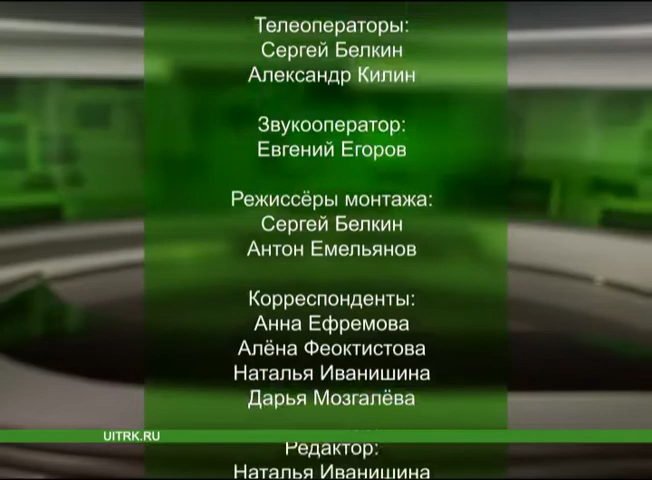 Телеоператоры:
Сергей Белкин
Александр Килин
Звукооператор:
Евгений Егоров
Режиссёры монтажа:
Сергей Белкин
Антон Емельянов
Корреспонденты:
Анна Ефремова
Алёна Феоктистова
Наталья Иванишина
Дарья Мозгалёва
UITRK.RU
Редактор:
Наталья Иванишина